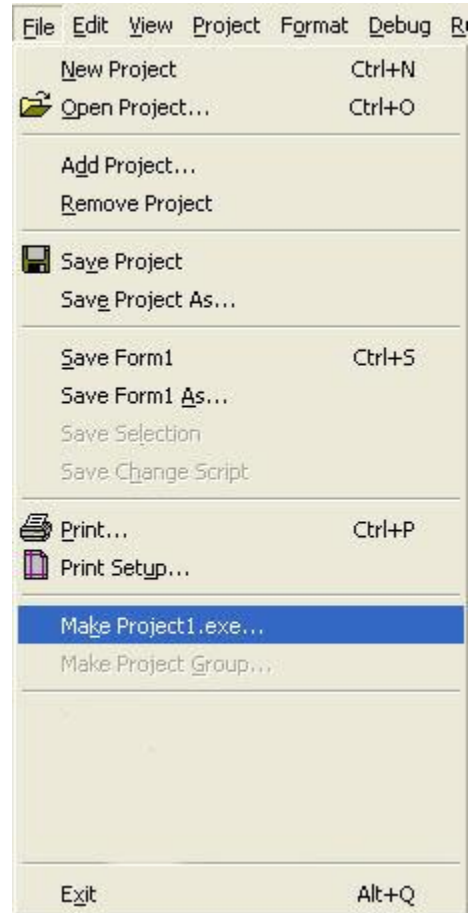 File Edit View Project Format Debug
New Project Ctrl+N
Open Project... Ctrl+O
Add Project...
Remove Project
Save Project
Save Project As...
Save Form1 Ctrl+S
Save Form1 As...
Save Selection
Save Change Script
Print... Ctrl+P
Print Setup...
Make Project1.exe...
Make Project Group...
Exit Alt+Q